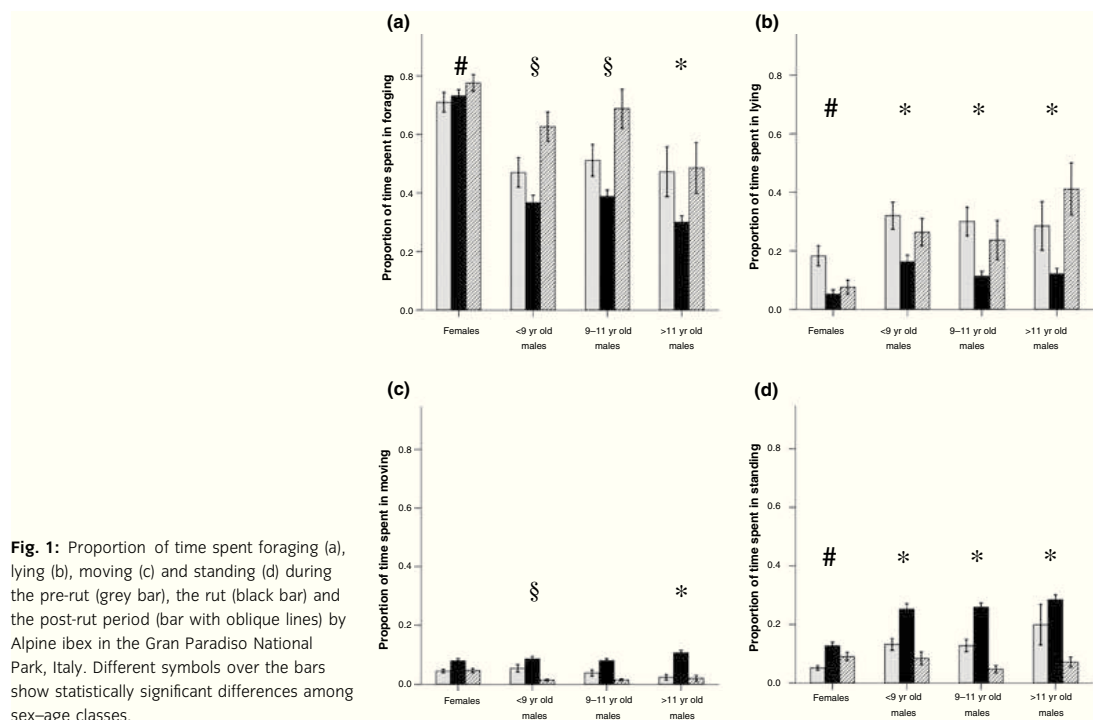 (a)
Proportion of time spent in foraging
0.8
0.6
0.4
0.2
0.0
# § § *
Females <9 yr old males 9–11 yr old males >11 yr old males
(b)
Proportion of time spent in lying
0.8
0.6
0.4
0.2
0.0
# * * *
Females <9 yr old males 9–11 yr old males >11 yr old males
(c)
Proportion of time spent in moving
0.8
0.6
0.4
0.2
0.0
§ *
Females <9 yr old males 9–11 yr old males >11 yr old males
(d)
Proportion of time spent in standing
0.8
0.6
0.4
0.2
0.0
# * * *
Females <9 yr old males 9–11 yr old males >11 yr old males
Fig. 1: Proportion of time spent foraging (a),
lying (b), moving (c) and standing (d) during
the pre-rut (grey bar), the rut (black bar) and
the post-rut period (bar with oblique lines) by
Alpine ibex in the Gran Paradiso National
Park, Italy. Different symbols over the bars
show statistically significant differences among
sex–age classes.